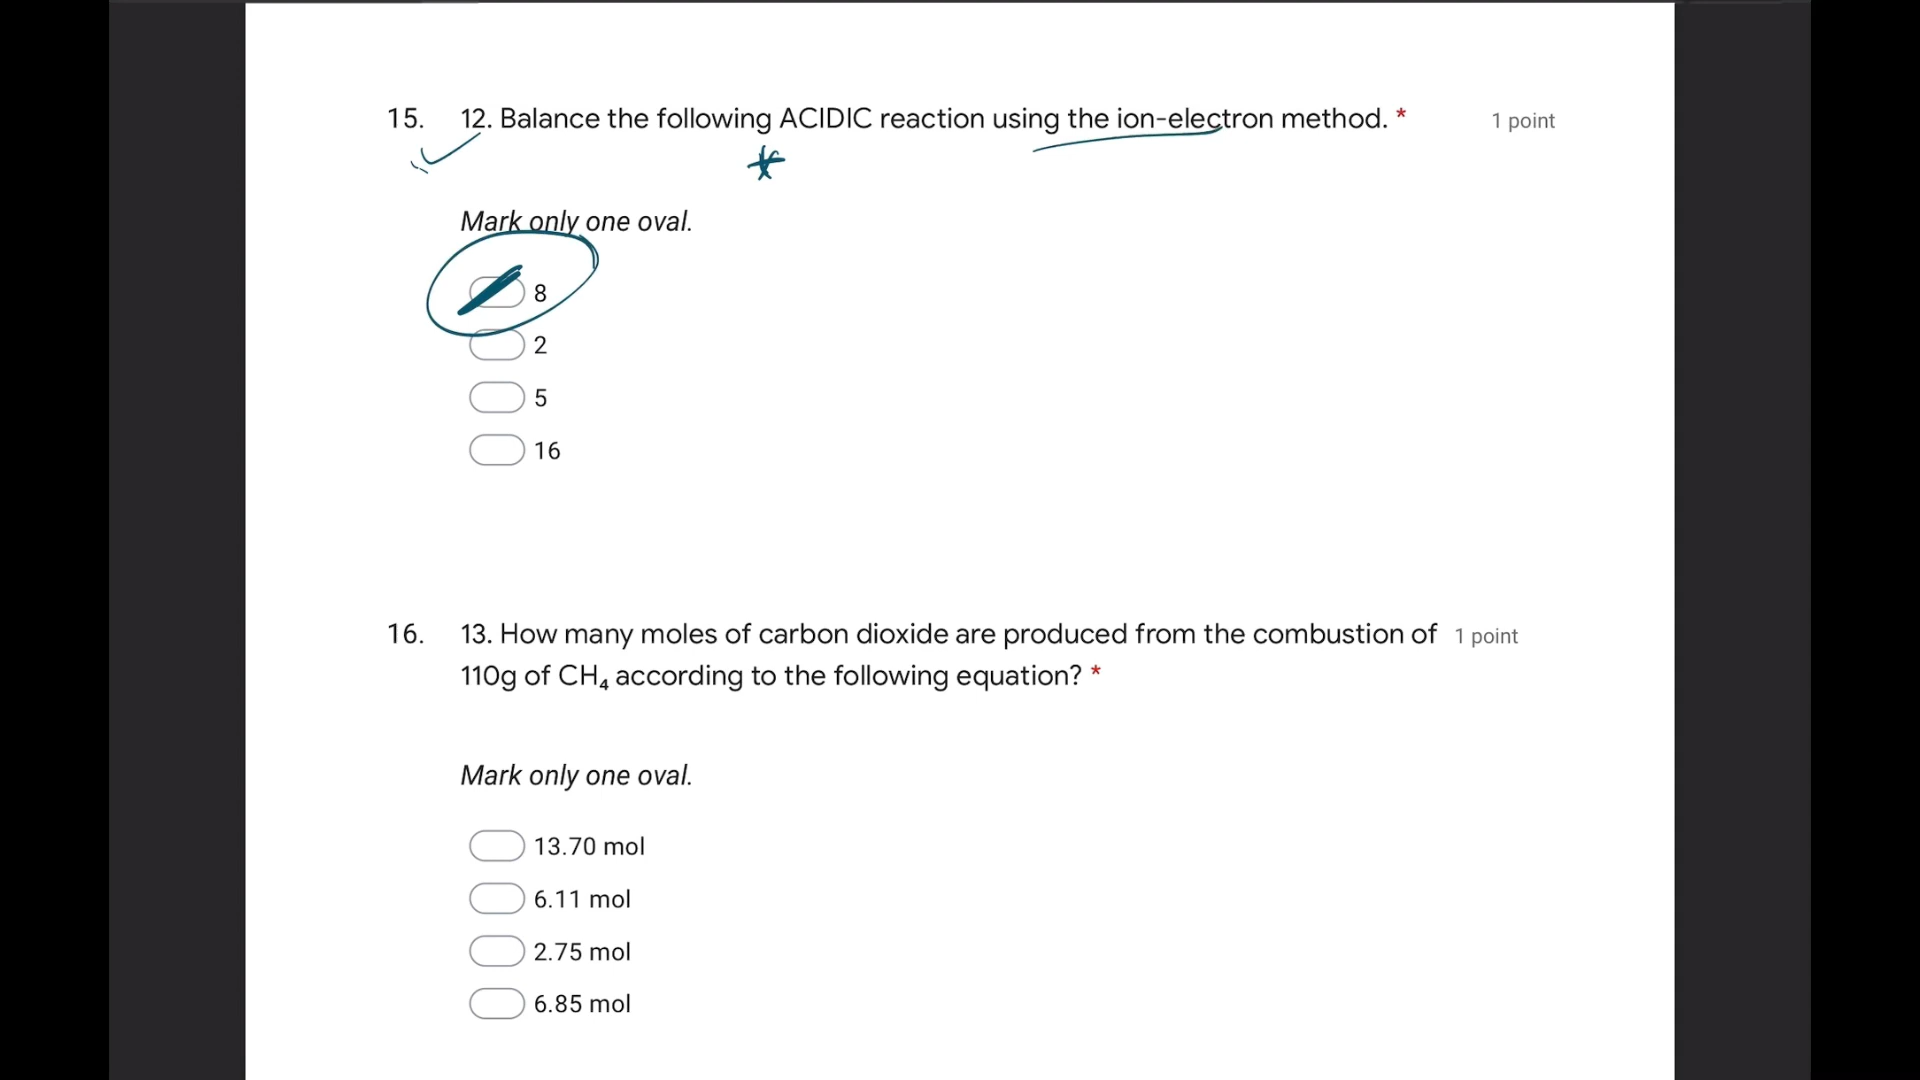 15. 12. Balance the following ACIDIC reaction using the ion-electron method. * 1 point
Mark only one oval.
8
2
5
16
16. 13. How many moles of carbon dioxide are produced from the combustion of 1 point
110g of CH₄ according to the following equation? *
Mark only one oval.
13.70 mol
6.11 mol
2.75 mol
6.85 mol